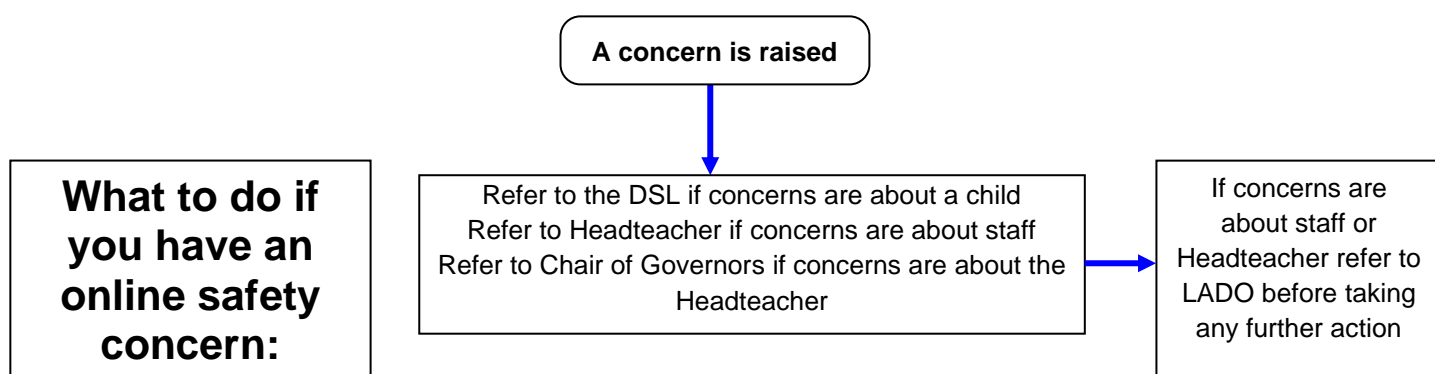 A concern is raised
What to do if
you have an
online safety
concern:
Refer to the DSL if concerns are about a child
Refer to Headteacher if concerns are about staff
Refer to Chair of Governors if concerns are about the
Headteacher
If concerns are
about staff or
Headteacher refer to
LADO before taking
any further action